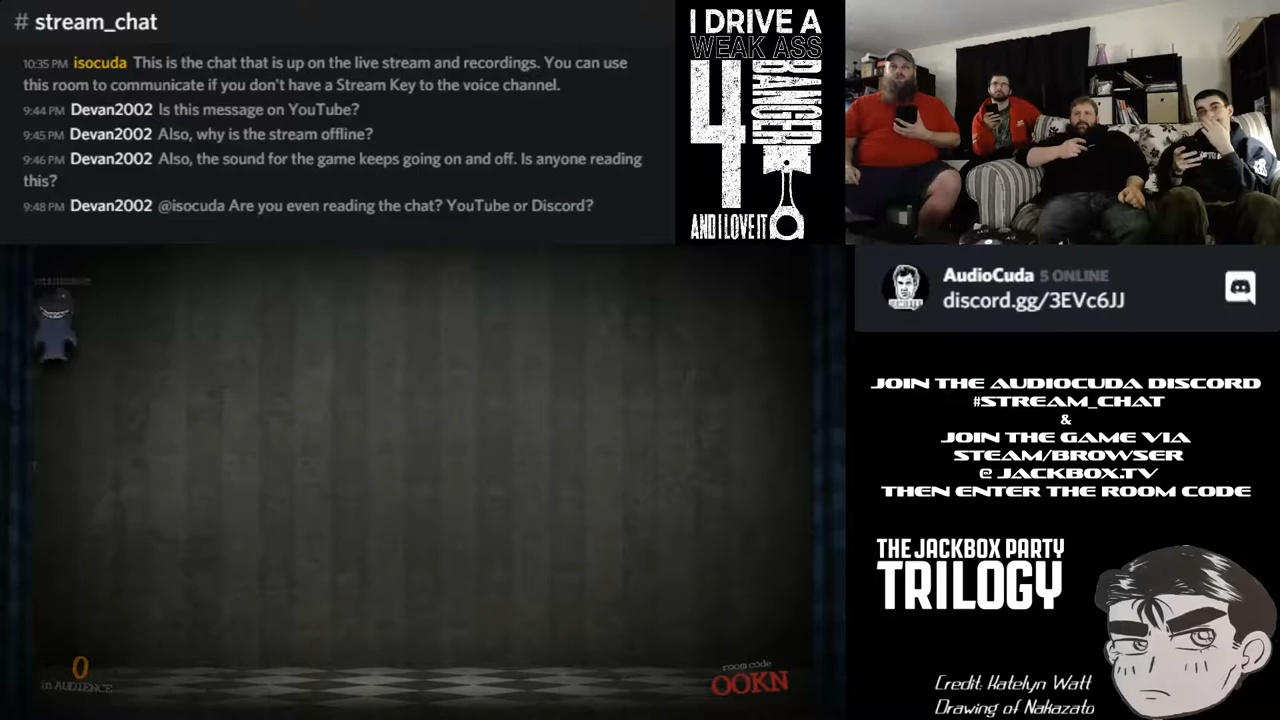 # stream_chat
10:35 PM isocuda This is the chat that is up on the live stream and recordings. You can use
this room to communicate if you don't have a Stream Key to the voice channel.
9:44 PM Devan2002 Is this message on YouTube?
9:45 PM Devan2002 Also, why is the stream offline?
9:46 PM Devan2002 Also, the sound for the game keeps going on and off. Is anyone reading
this?
9:48 PM Devan2002 @isocuda Are you even reading the chat? YouTube or Discord?
I DRIVE A
WEAK ASS
4
BANGER
AND I LOVE IT
AudioCuda 5 ONLINE
discord.gg/3EVc6JJ
JOIN THE AUDIOCUDA DISCORD
#STREAM_CHAT
&
JOIN THE GAME VIA
STEAM/BROWSER
@ JACKBOX.TV
THEN ENTER THE ROOM CODE
THE JACKBOX PARTY
TRILOGY
Credit: Katelyn Watt
Drawing of Nakazato
0
in AUDIENCE
room code
OOKN